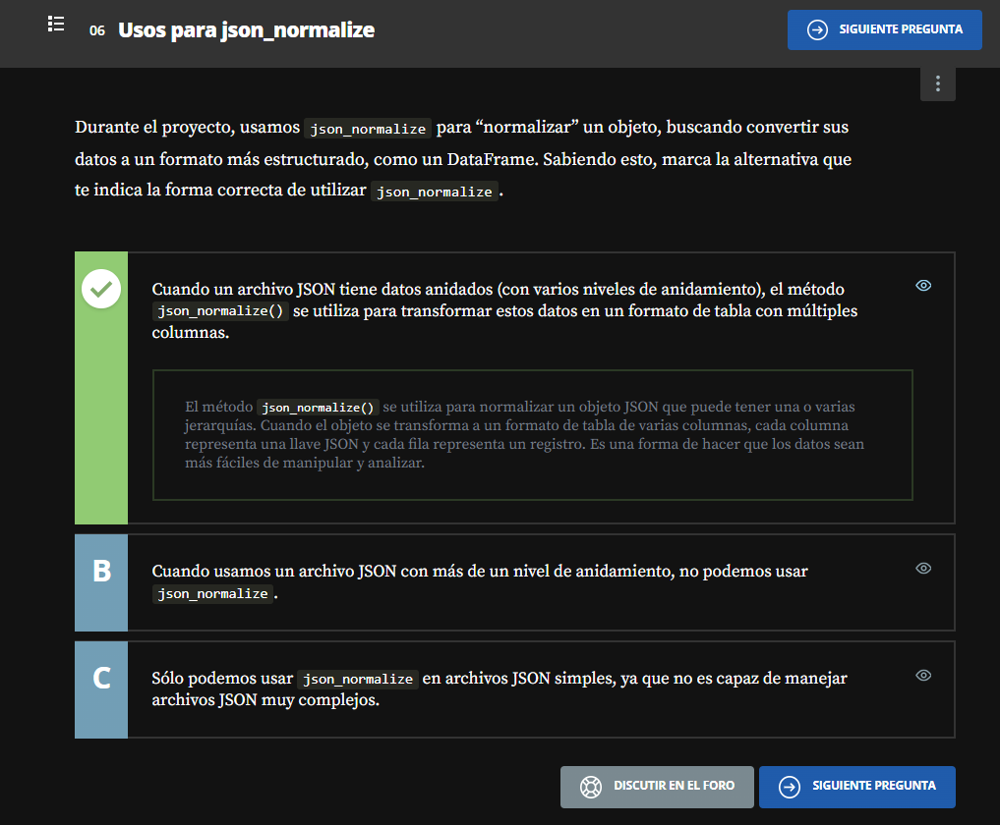 06 Usos para json_normalize
SIGUIENTE PREGUNTA
Durante el proyecto, usamos json_normalize para “normalizar” un objeto, buscando convertir sus
datos a un formato más estructurado, como un DataFrame. Sabiendo esto, marca la alternativa que
te indica la forma correcta de utilizar json_normalize.
Cuando un archivo JSON tiene datos anidados (con varios niveles de anidamiento), el método
json_normalize() se utiliza para transformar estos datos en un formato de tabla con múltiples
columnas.
El método json_normalize() se utiliza para normalizar un objeto JSON que puede tener una o varias
jerarquías. Cuando el objeto se transforma a un formato de tabla de varias columnas, cada columna
representa una llave JSON y cada fila representa un registro. Es una forma de hacer que los datos sean
más fáciles de manipular y analizar.
B
Cuando usamos un archivo JSON con más de un nivel de anidamiento, no podemos usar
json_normalize.
C
Sólo podemos usar json_normalize en archivos JSON simples, ya que no es capaz de manejar
archivos JSON muy complejos.
DISCUTIR EN EL FORO
SIGUIENTE PREGUNTA